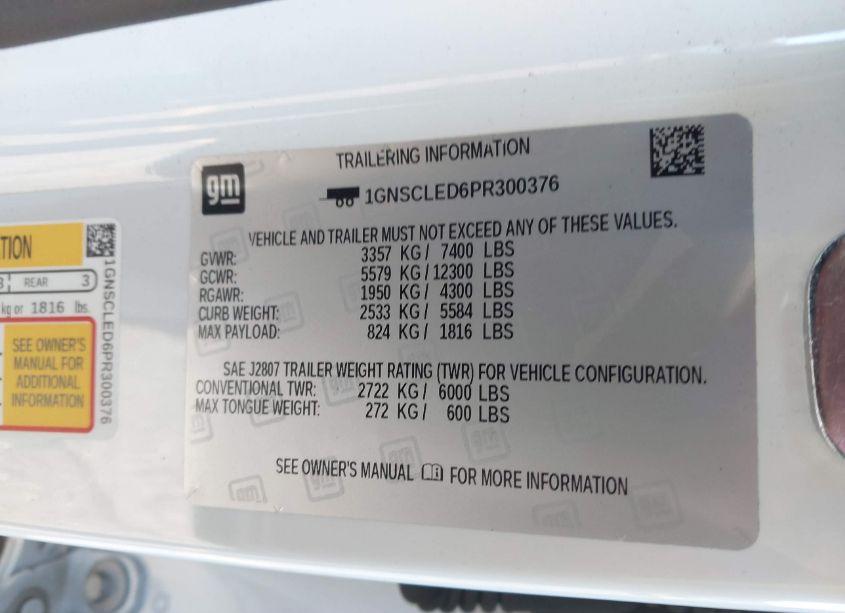 TION
3 REAR 3
kg or 1816 lbs.
SEE OWNER'S
MANUAL FOR
ADDITIONAL
INFORMATION
1GNSCLED6PR300376
gm
TRAILERING INFORMATION
1GNSCLED6PR300376
VEHICLE AND TRAILER MUST NOT EXCEED ANY OF THESE VALUES.
GVWR: 3357 KG / 7400 LBS
GCWR: 5579 KG / 12300 LBS
RGAWR: 1950 KG / 4300 LBS
CURB WEIGHT: 2533 KG / 5584 LBS
MAX PAYLOAD: 824 KG / 1816 LBS
SAE J2807 TRAILER WEIGHT RATING (TWR) FOR VEHICLE CONFIGURATION.
CONVENTIONAL TWR: 2722 KG / 6000 LBS
MAX TONGUE WEIGHT: 272 KG / 600 LBS
SEE OWNER'S MANUAL FOR MORE INFORMATION